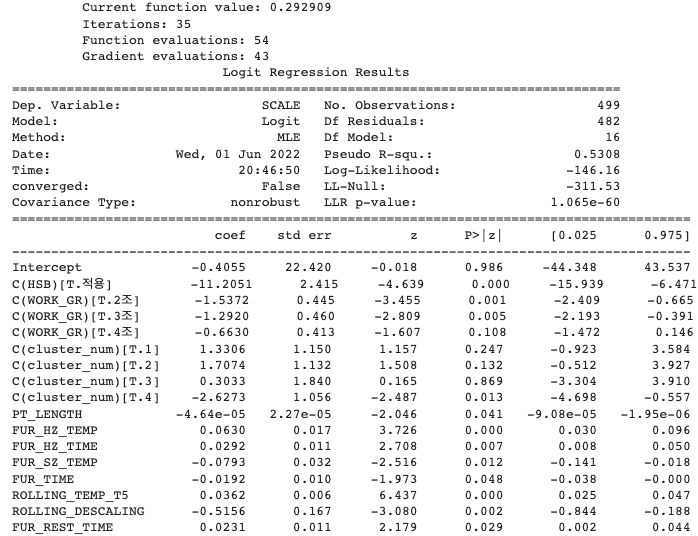 Current function value: 0.292909
Iterations: 35
Function evaluations: 54
Gradient evaluations: 43
Logit Regression Results
==============================================================================
Dep. Variable: SCALE No. Observations: 499
Model: Logit Df Residuals: 482
Method: MLE Df Model: 16
Date: Wed, 01 Jun 2022 Pseudo R-squ.: 0.5308
Time: 20:46:50 Log-Likelihood: -146.16
converged: False LL-Null: -311.53
Covariance Type: nonrobust LLR p-value: 1.065e-60
=======================================================================================
coef std err z P>|z| [0.025 0.975]
---------------------------------------------------------------------------------------
Intercept -0.4055 22.420 -0.018 0.986 -44.348 43.537
C(HSB)[T.적용] -11.2051 2.415 -4.639 0.000 -15.939 -6.471
C(WORK_GR)[T.2조] -1.5372 0.445 -3.455 0.001 -2.409 -0.665
C(WORK_GR)[T.3조] -1.2920 0.460 -2.809 0.005 -2.193 -0.391
C(WORK_GR)[T.4조] -0.6630 0.413 -1.607 0.108 -1.472 0.146
C(cluster_num)[T.1] 1.3306 1.150 1.157 0.247 -0.923 3.584
C(cluster_num)[T.2] 1.7074 1.132 1.508 0.132 -0.512 3.927
C(cluster_num)[T.3] 0.3033 1.840 0.165 0.869 -3.304 3.910
C(cluster_num)[T.4] -2.6273 1.056 -2.487 0.013 -4.698 -0.557
PT_LENGTH -4.64e-05 2.27e-05 -2.046 0.041 -9.08e-05 -1.95e-06
FUR_HZ_TEMP 0.0630 0.017 3.726 0.000 0.030 0.096
FUR_HZ_TIME 0.0292 0.011 2.708 0.007 0.008 0.050
FUR_SZ_TEMP -0.0793 0.032 -2.516 0.012 -0.141 -0.018
FUR_TIME -0.0192 0.010 -1.973 0.048 -0.038 -0.000
ROLLING_TEMP_T5 0.0362 0.006 6.437 0.000 0.025 0.047
ROLLING_DESCALING -0.5156 0.167 -3.080 0.002 -0.844 -0.188
FUR_REST_TIME 0.0231 0.011 2.179 0.029 0.002 0.044